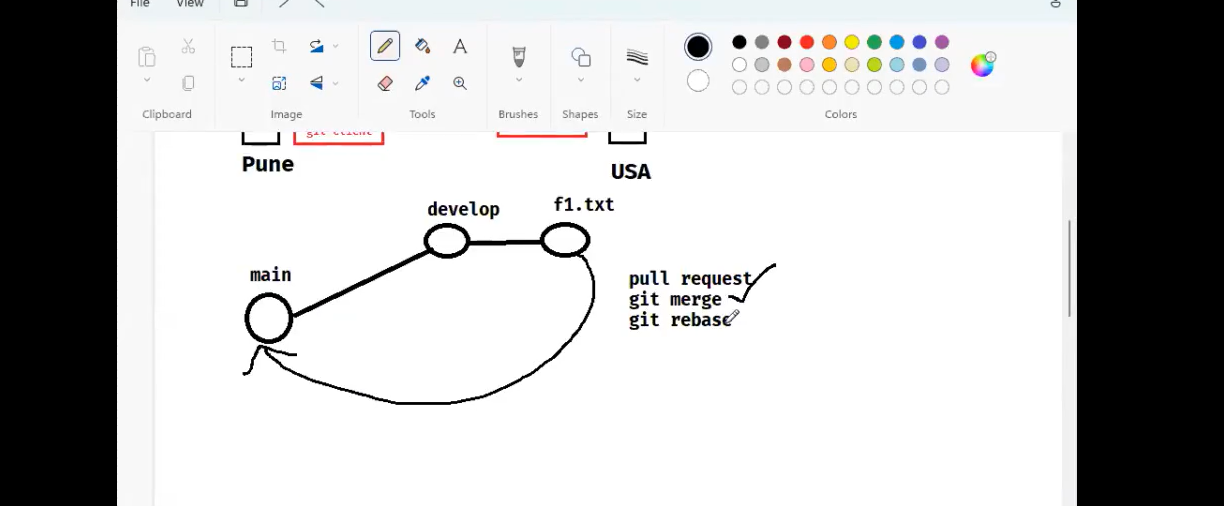 File View
Clipboard Image Tools Brushes Shapes Size Colors
git client
Pune USA
develop f1.txt
main
pull request
git merge
git rebase